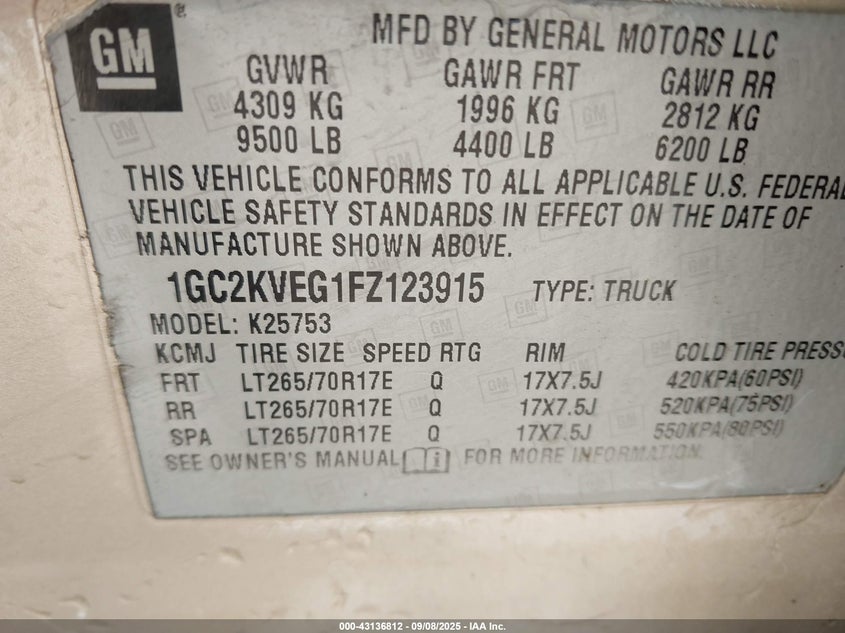 GM
MFD BY GENERAL MOTORS LLC
GVWR GAWR FRT GAWR RR
4309 KG 1996 KG 2812 KG
9500 LB 4400 LB 6200 LB
THIS VEHICLE CONFORMS TO ALL APPLICABLE U.S. FEDERAL
VEHICLE SAFETY STANDARDS IN EFFECT ON THE DATE OF
MANUFACTURE SHOWN ABOVE.
1GC2KVEG1FZ123915 TYPE: TRUCK
MODEL: K25753
KCMJ TIRE SIZE SPEED RTG RIM COLD TIRE PRESS
FRT LT265/70R17E Q 17X7.5J 420KPA(60PSI)
RR LT265/70R17E Q 17X7.5J 520KPA(75PSI)
SPA LT265/70R17E Q 17X7.5J 550KPA(80PSI)
SEE OWNER'S MANUAL FOR MORE INFORMATION.
000-43136812 - 09/08/2025 - IAA Inc.